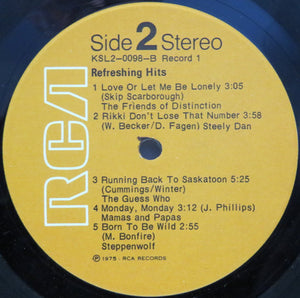 RCA
Side 2 Stereo
KSL2-0098-B Record 1
Refreshing Hits
1 Love Or Let Me Be Lonely 3:05
(Skip Scarborough)
The Friends of Distinction
2 Rikki Don't Lose That Number 3:58
(W. Becker/D. Fagen) Steely Dan
3 Running Back To Saskatoon 5:25
(Cummings/Winter)
The Guess Who
4 Monday, Monday 3:12 (J. Phillips)
Mamas and Papas
5 Born To Be Wild 2:55
(M. Bonfire)
Steppenwolf
℗ 1975 · RCA RECORDS